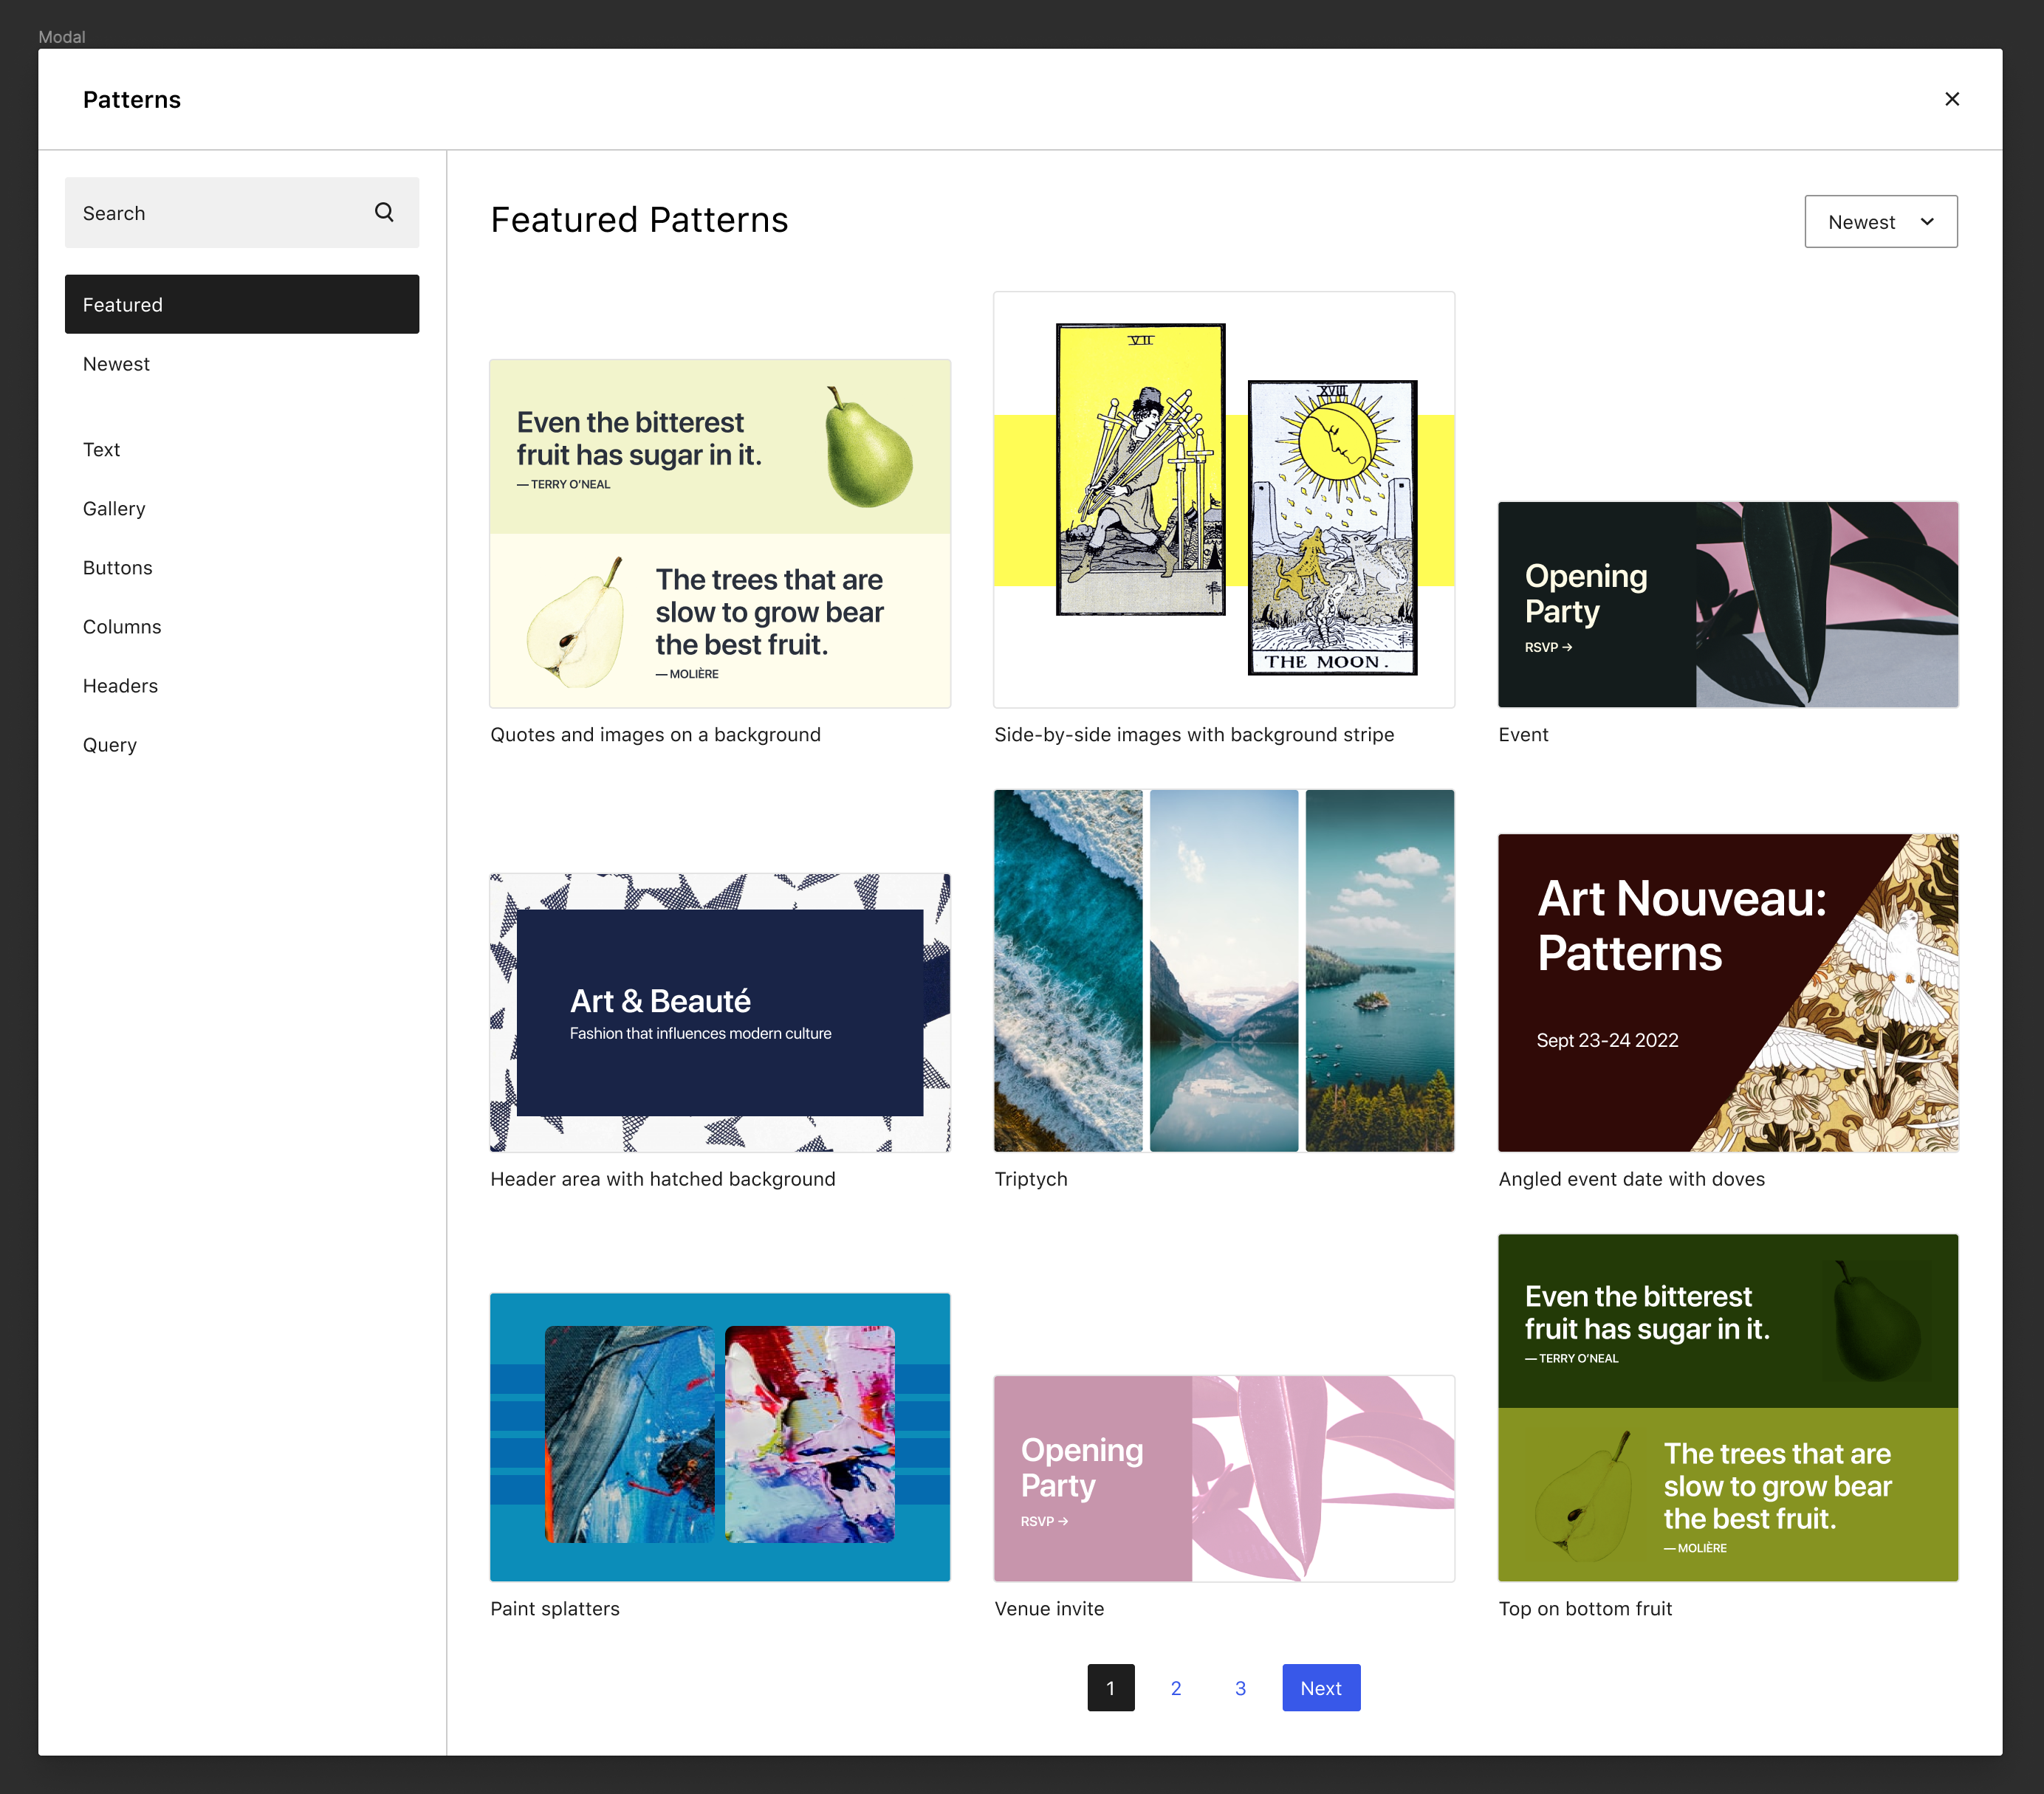 Modal
Patterns
Search
Featured
Newest
Text
Gallery
Buttons
Columns
Headers
Query
Featured Patterns
Newest
Even the bitterest
fruit has sugar in it.
— TERRY O’NEAL
The trees that are
slow to grow bear
the best fruit.
— MOLIÈRE
Quotes and images on a background
VII
XVIII
THE MOON.
Side-by-side images with background stripe
Opening
Party
RSVP →
Event
Art & Beauté
Fashion that influences modern culture
Header area with hatched background
Triptych
Art Nouveau:
Patterns
Sept 23-24 2022
Angled event date with doves
Paint splatters
Opening
Party
RSVP →
Venue invite
Even the bitterest
fruit has sugar in it.
— TERRY O’NEAL
The trees that are
slow to grow bear
the best fruit.
— MOLIÈRE
Top on bottom fruit
1 2 3 Next